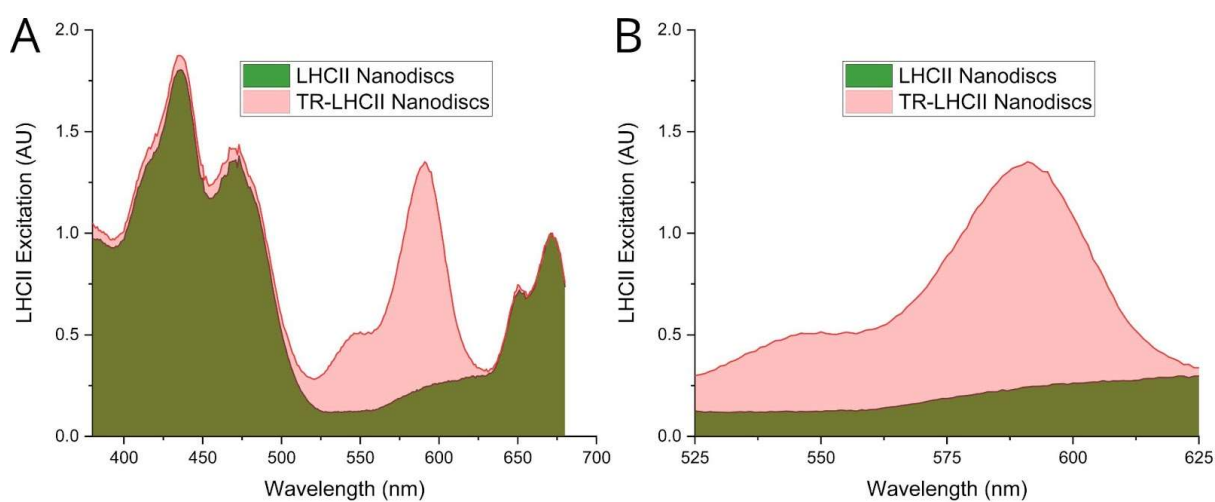 A
2.0
1.5
1.0
0.5
0.0
LHCII Excitation (AU)
LHCII Nanodiscs
TR-LHCII Nanodiscs
400 450 500 550 600 650 700
Wavelength (nm)
B
2.0
1.5
1.0
0.5
0.0
LHCII Excitation (AU)
LHCII Nanodiscs
TR-LHCII Nanodiscs
525 550 575 600 625
Wavelength (nm)